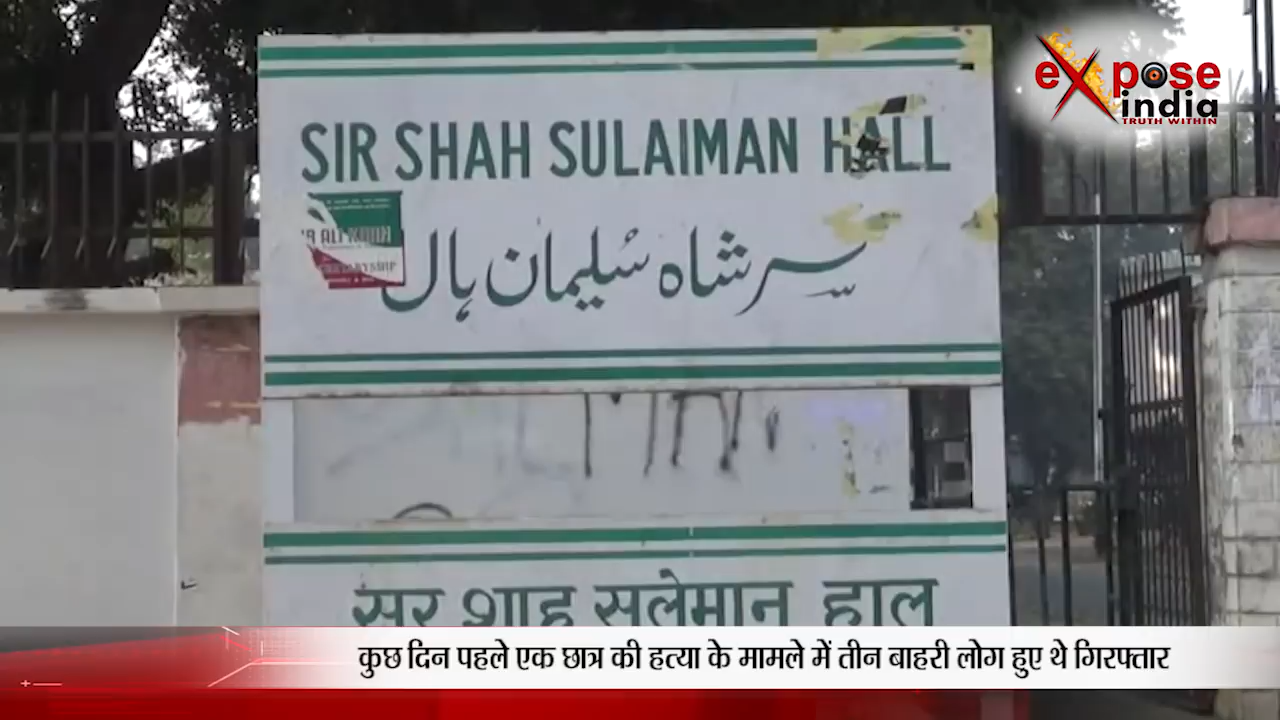 expose
india
TRUTH WITHIN
SIR SHAH SULAIMAN HALL
سر شاہ سُلیمان ہال
सर शाह सुलेमान हाल
कुछ दिन पहले एक छात्र की हत्या के मामले में तीन बाहरी लोग हुए थे गिरफ्तार